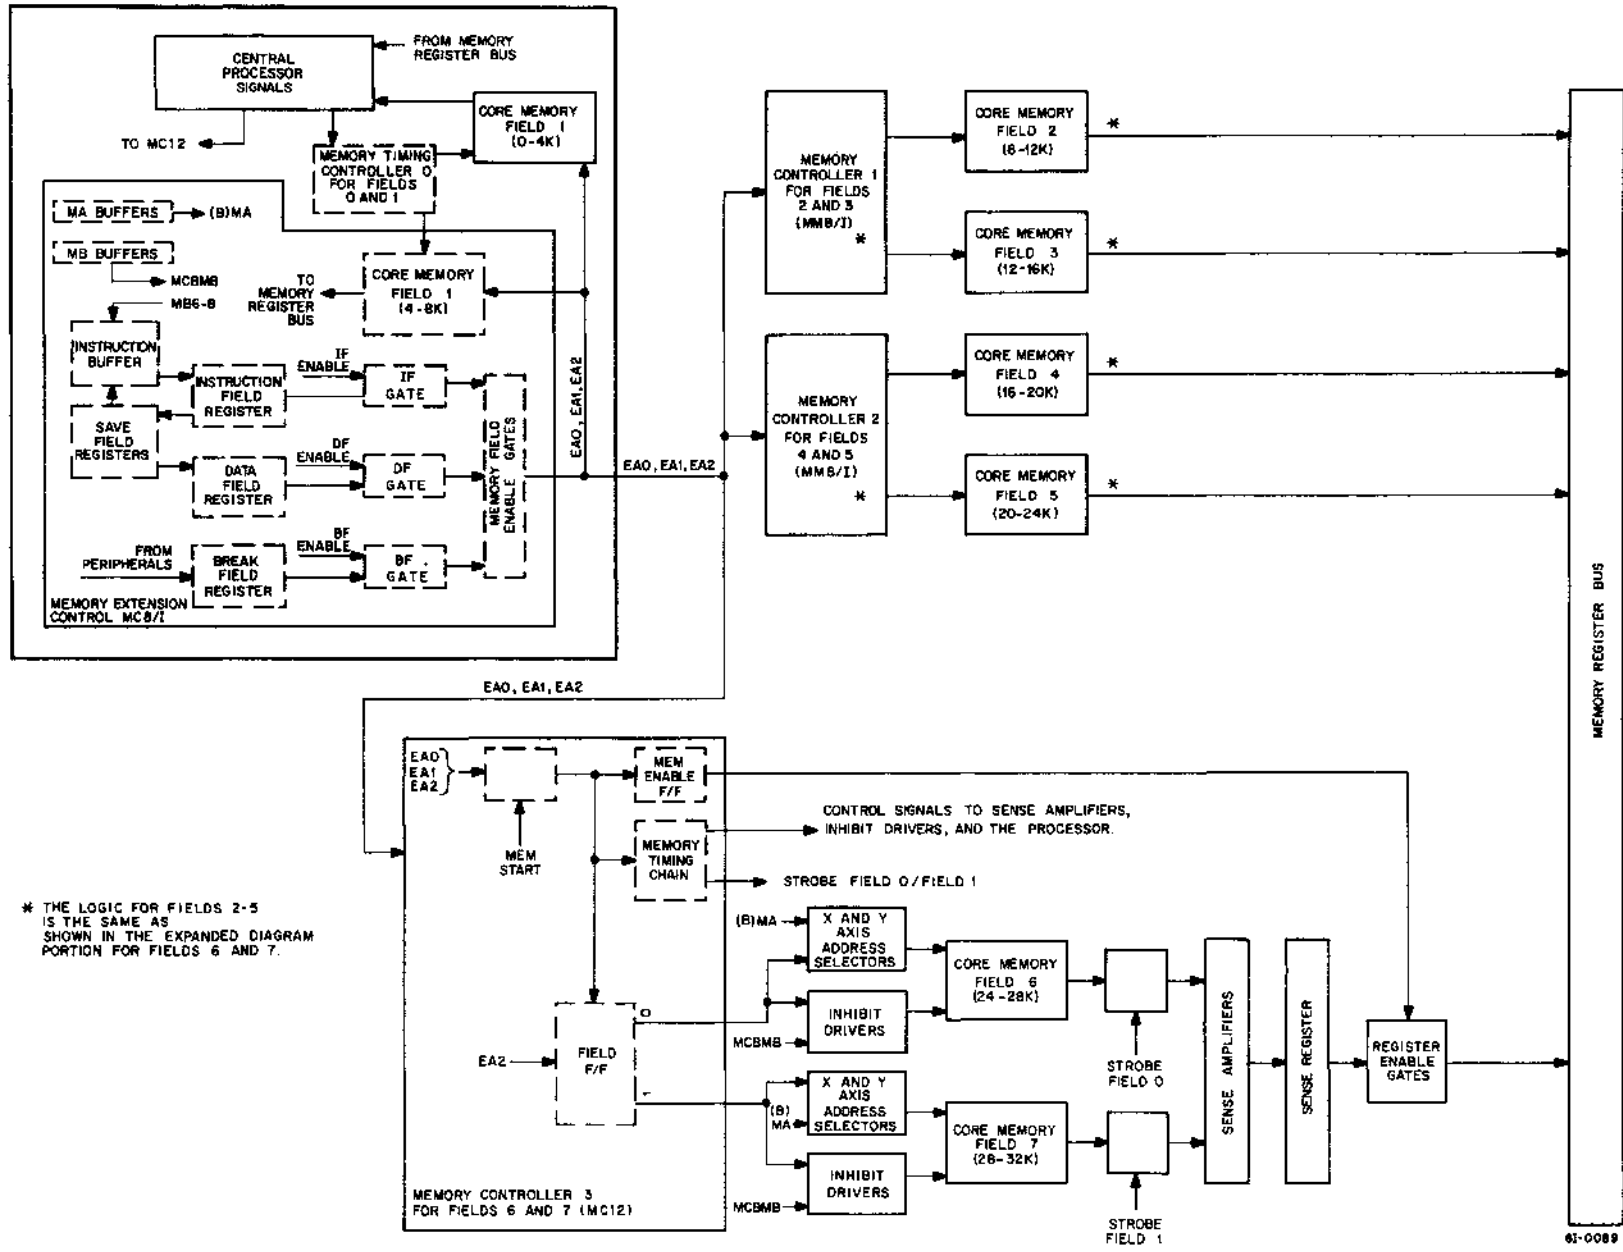 FROM MEMORY
REGISTER BUS
CENTRAL
PROCESSOR
SIGNALS
CORE MEMORY
FIELD 1
(0-4K)
TO MC12
MEMORY TIMING
CONTROLLER 0
FOR FIELDS
0 AND 1
MA BUFFERS
(B)MA
MB BUFFERS
MCBMB
MB6-8
TO
MEMORY
REGISTER
BUS
CORE MEMORY
FIELD 1
(4-8K)
INSTRUCTION
BUFFER
INSTRUCTION
FIELD
REGISTER
IF
ENABLE
IF
GATE
SAVE
FIELD
REGISTERS
DATA
FIELD
REGISTER
DF
ENABLE
DF
GATE
FROM
PERIPHERALS
BREAK
FIELD
REGISTER
BF
ENABLE
BF
GATE
MEMORY FIELD
ENABLE GATES
EA0, EA1, EA2
MEMORY EXTENSION
CONTROL MC8/I
EA0, EA1, EA2
MEMORY
CONTROLLER 1
FOR FIELDS
2 AND 3
(MM8/I)
*
CORE MEMORY
FIELD 2
(8-12K)
*
CORE MEMORY
FIELD 3
(12-16K)
*
MEMORY
CONTROLLER 2
FOR FIELDS
4 AND 5
(MM8/I)
*
CORE MEMORY
FIELD 4
(16-20K)
*
CORE MEMORY
FIELD 5
(20-24K)
*
MEMORY REGISTER BUS
EA0, EA1, EA2
EA0
EA1
EA2
MEM
START
MEM
ENABLE
F/F
MEMORY
TIMING
CHAIN
CONTROL SIGNALS TO SENSE AMPLIFIERS,
INHIBIT DRIVERS, AND THE PROCESSOR.
STROBE FIELD 0/FIELD 1
* THE LOGIC FOR FIELDS 2-5
IS THE SAME AS
SHOWN IN THE EXPANDED DIAGRAM
PORTION FOR FIELDS 6 AND 7.
EA2
FIELD
F/F
0
1
(B)MA
X AND Y
AXIS
ADDRESS
SELECTORS
MCBMB
INHIBIT
DRIVERS
CORE MEMORY
FIELD 6
(24-28K)
STROBE
FIELD 0
(B)
MA
X AND Y
AXIS
ADDRESS
SELECTORS
MCBMB
INHIBIT
DRIVERS
CORE MEMORY
FIELD 7
(28-32K)
STROBE
FIELD 1
SENSE AMPLIFIERS
SENSE REGISTER
REGISTER
ENABLE
GATES
MEMORY CONTROLLER 3
FOR FIELDS 6 AND 7 (MC12)
8I-0089